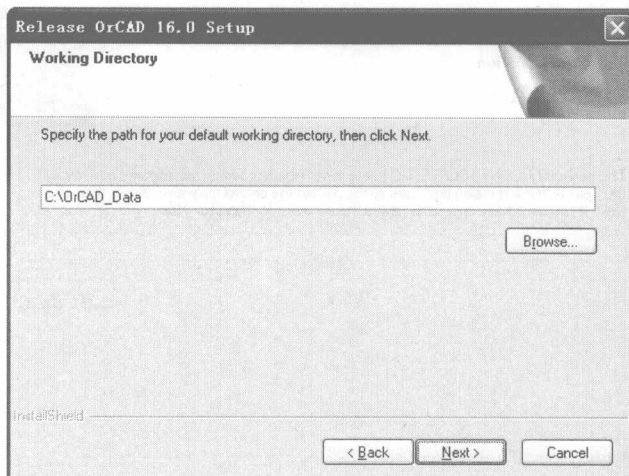 Release OrCAD 16.0 Setup
Working Directory
Specify the path for your default working directory, then click Next.
C:\OrCAD_Data
Browse...
InstallShield
< Back
Next >
Cancel